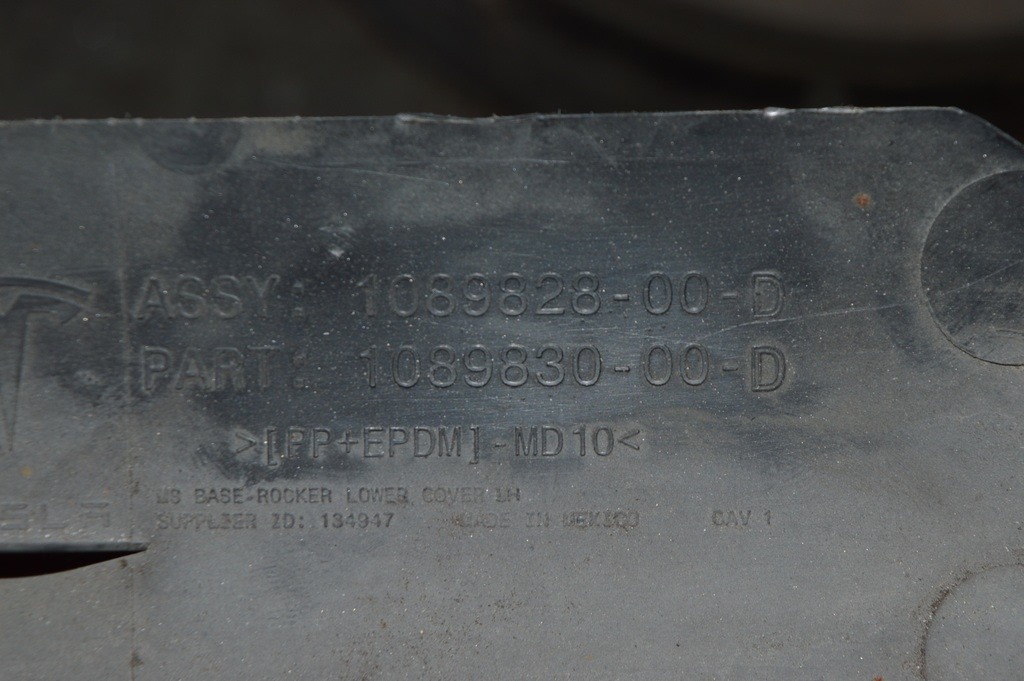 ASSY: 1089828-00-D
PART: 1089830-00-D
>[PP+EPDM]-MD10<
MS BASE-ROCKER LOWER COVER LH
SUPPLIER ID: 134947 MADE IN MEXICO CAV 1
ELA